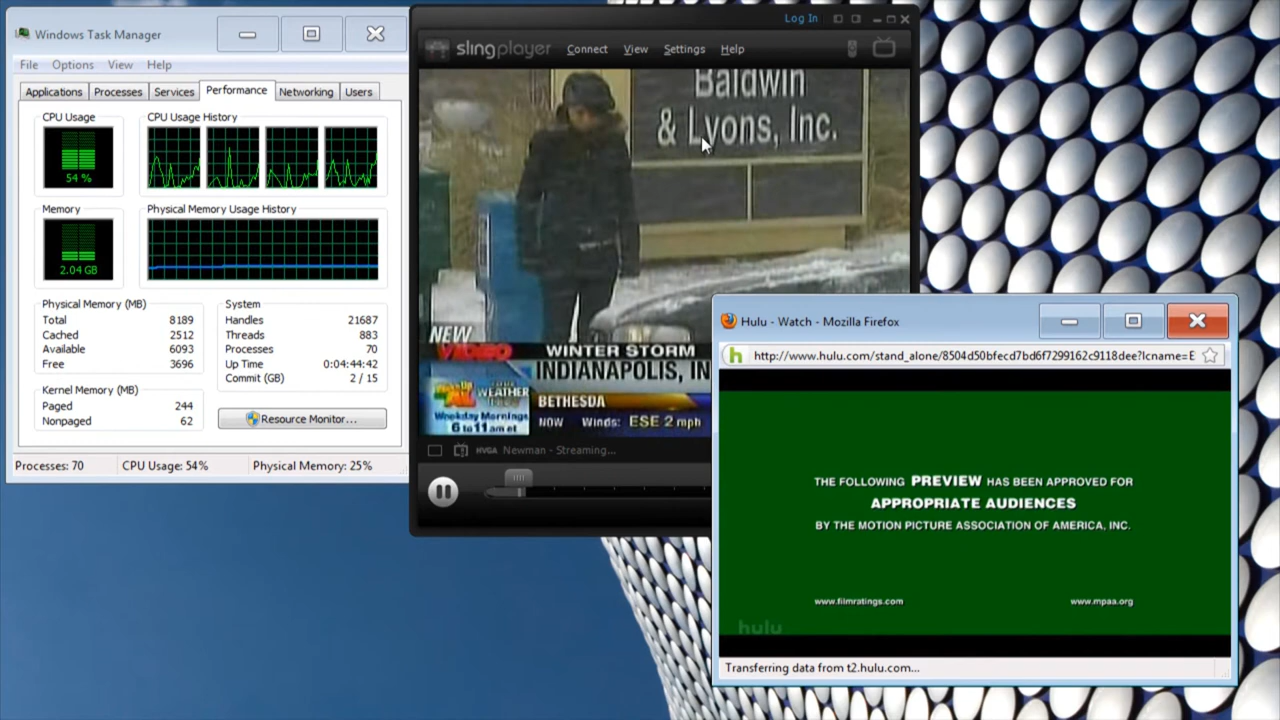 Windows Task Manager
File Options View Help
Applications Processes Services Performance Networking Users
CPU Usage
54 %
CPU Usage History
Memory
2.04 GB
Physical Memory Usage History
Physical Memory (MB)
Total 8189
Cached 2512
Available 6093
Free 3696
System
Handles 21687
Threads 883
Processes 70
Up Time 0:04:44:42
Commit (GB) 2 / 15
Kernel Memory (MB)
Paged 244
Nonpaged 62
Resource Monitor...
Processes: 70 CPU Usage: 54% Physical Memory: 25%
Log In
slingplayer Connect View Settings Help
Baldwin
& Lyons, Inc.
NEW
VIDEO
WINTER STORM
INDIANAPOLIS, IN
WEATHER
Weekday Mornings
6 to 11 am et
BETHESDA
NOW Winds: ESE 2 mph
HVGA Newman - Streaming...
Hulu - Watch - Mozilla Firefox
h http://www.hulu.com/stand_alone/8504d50bfecd7bd6f7299162c9118dee?lcname=E
THE FOLLOWING PREVIEW HAS BEEN APPROVED FOR
APPROPRIATE AUDIENCES
BY THE MOTION PICTURE ASSOCIATION OF AMERICA, INC.
www.filmratings.com www.mpaa.org
hulu
Transferring data from t2.hulu.com...